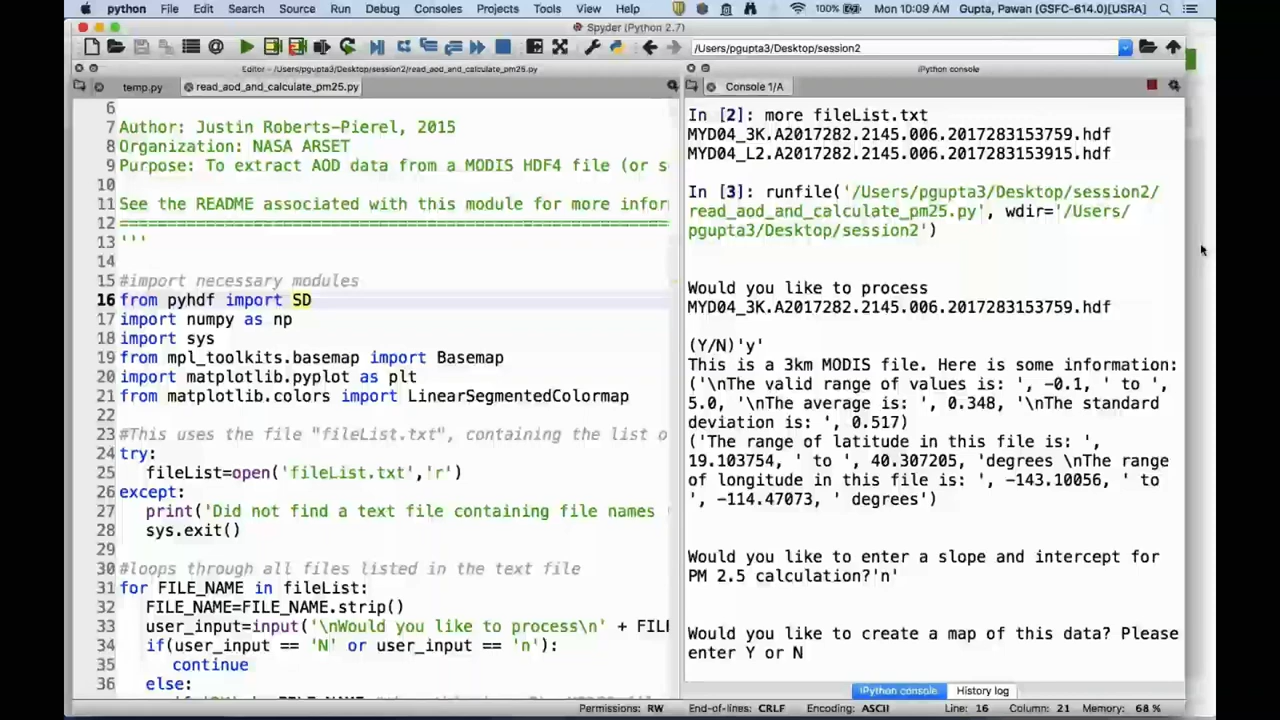 python File Edit Search Source Run Debug Consoles Projects Tools View Help 100% Mon 10:09 AM Gupta, Pawan (GSFC-614.0)[USRA]
Spyder (Python 2.7)
/Users/pgupta3/Desktop/session2
Editor - /Users/pgupta3/Desktop/session2/read_aod_and_calculate_pm25.py
temp.py read_aod_and_calculate_pm25.py
6
7 Author: Justin Roberts-Pierel, 2015
8 Organization: NASA ARSET
9 Purpose: To extract AOD data from a MODIS HDF4 file (or s
10
11 See the README associated with this module for more infor
12 ==========================================================
13 '''
14
15 #import necessary modules
16 from pyhdf import SD
17 import numpy as np
18 import sys
19 from mpl_toolkits.basemap import Basemap
20 import matplotlib.pyplot as plt
21 from matplotlib.colors import LinearSegmentedColormap
22
23 #This uses the file "fileList.txt", containing the list o
24 try:
25 fileList=open('fileList.txt','r')
26 except:
27 print('Did not find a text file containing file names
28 sys.exit()
29
30 #loops through all files listed in the text file
31 for FILE_NAME in fileList:
32 FILE_NAME=FILE_NAME.strip()
33 user_input=input('\nWould you like to process\n' + FIL
34 if(user_input == 'N' or user_input == 'n'):
35 continue
36 else:
IPython console
Console 1/A
In [2]: more fileList.txt
MYD04_3K.A2017282.2145.006.2017283153759.hdf
MYD04_L2.A2017282.2145.006.2017283153915.hdf
In [3]: runfile('/Users/pgupta3/Desktop/session2/
read_aod_and_calculate_pm25.py', wdir='/Users/
pgupta3/Desktop/session2')
Would you like to process
MYD04_3K.A2017282.2145.006.2017283153759.hdf
(Y/N)'y'
This is a 3km MODIS file. Here is some information:
('\nThe valid range of values is: ', -0.1, ' to ',
5.0, '\nThe average is: ', 0.348, '\nThe standard
deviation is: ', 0.517)
('The range of latitude in this file is: ',
19.103754, ' to ', 40.307205, 'degrees \nThe range
of longitude in this file is: ', -143.10056, ' to
', -114.47073, ' degrees')
Would you like to enter a slope and intercept for
PM 2.5 calculation?'n'
Would you like to create a map of this data? Please
enter Y or N
IPython console History log
Permissions: RW End-of-lines: CRLF Encoding: ASCII Line: 16 Column: 21 Memory: 68 %